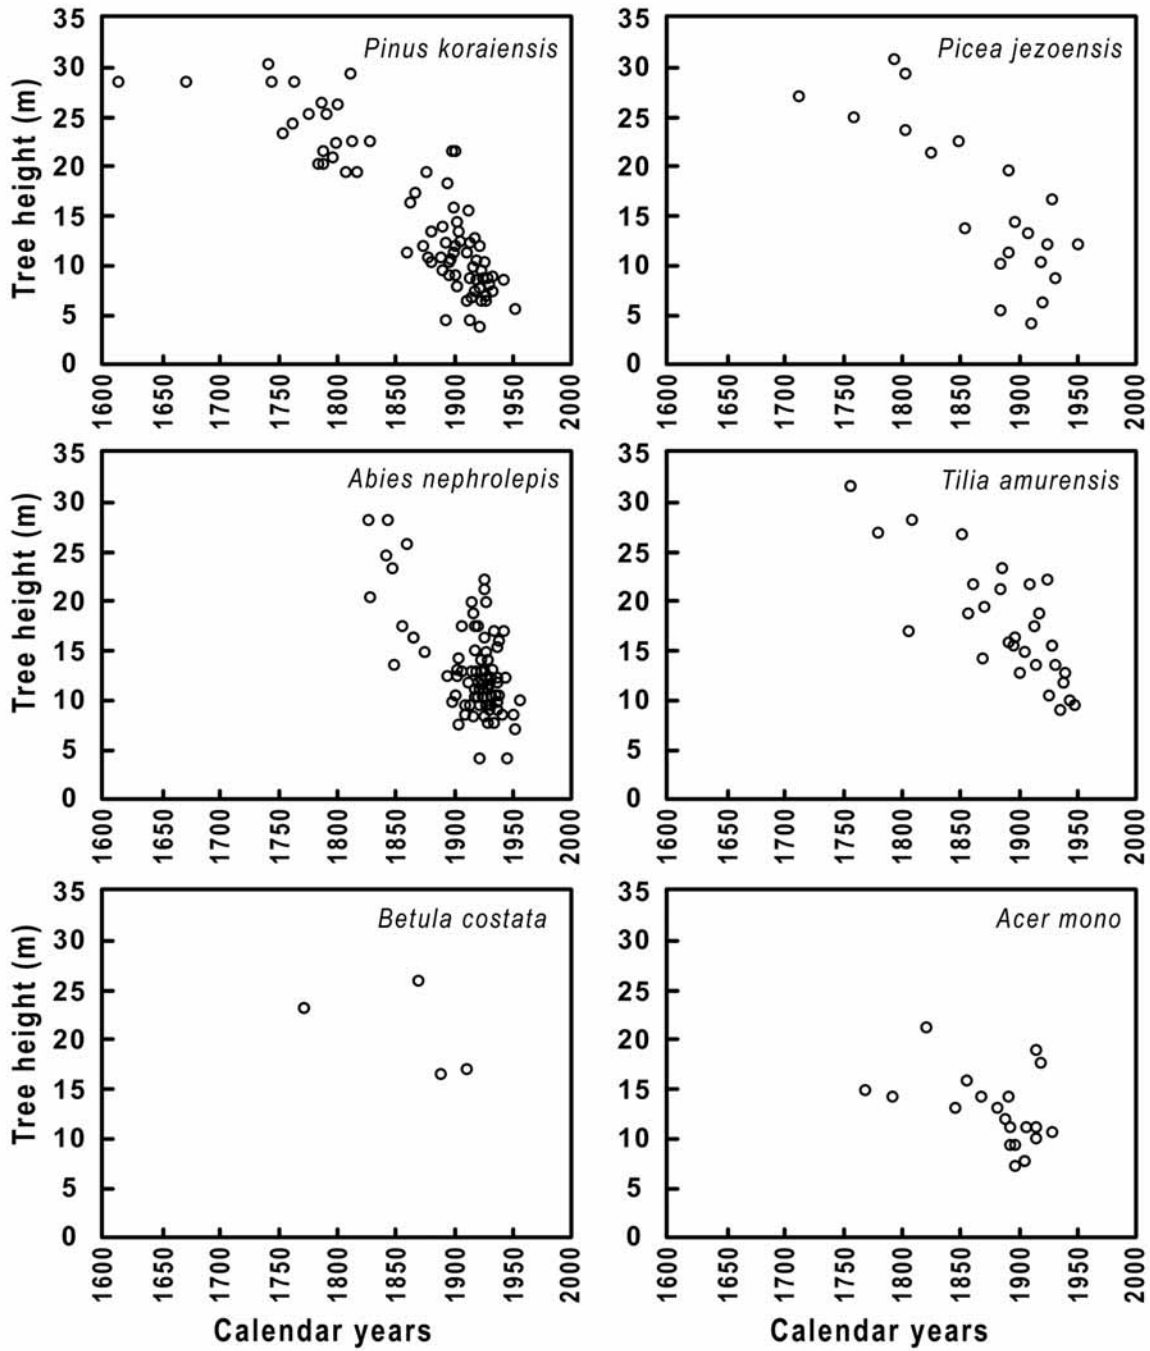 35
30
25
20
15
10
5
0
Tree height (m)
Pinus koraiensis
1600 1650 1700 1750 1800 1850 1900 1950 2000
35
30
25
20
15
10
5
0
Picea jezoensis
1600 1650 1700 1750 1800 1850 1900 1950 2000
35
30
25
20
15
10
5
0
Tree height (m)
Abies nephrolepis
1600 1650 1700 1750 1800 1850 1900 1950 2000
35
30
25
20
15
10
5
0
Tilia amurensis
1600 1650 1700 1750 1800 1850 1900 1950 2000
35
30
25
20
15
10
5
0
Tree height (m)
Betula costata
1600 1650 1700 1750 1800 1850 1900 1950 2000
Calendar years
35
30
25
20
15
10
5
0
Acer mono
1600 1650 1700 1750 1800 1850 1900 1950 2000
Calendar years